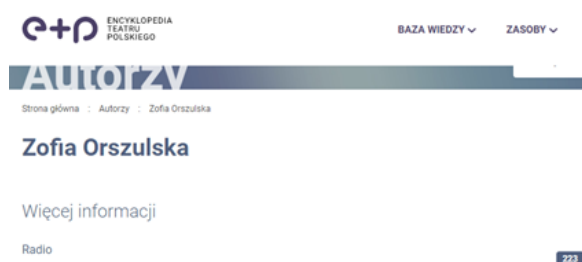 e+p ENCYKLOPEDIA
TEATRU
POLSKIEGO
BAZA WIEDZY ZASOBY
Autorzy
Strona główna : Autorzy : Zofia Orszulska
Zofia Orszulska
Więcej informacji
Radio
223